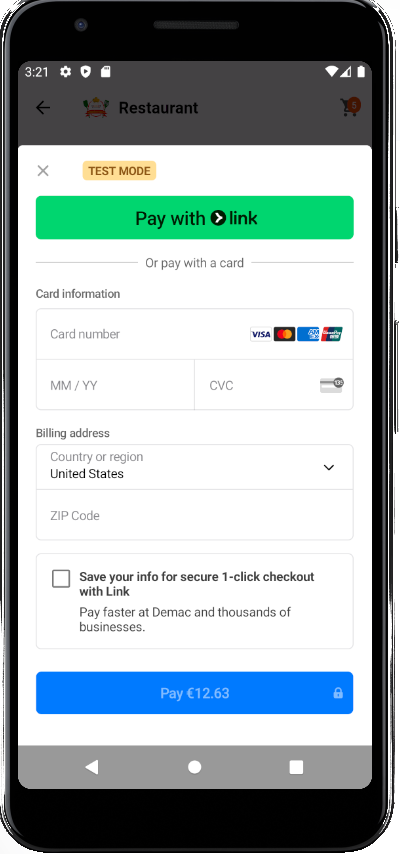 3:21
Restaurant
5
TEST MODE
Pay with link
Or pay with a card
Card information
Card number
VISA
MM / YY
CVC
135
Billing address
Country or region
United States
ZIP Code
Save your info for secure 1-click checkout
with Link
Pay faster at Demac and thousands of
businesses.
Pay €12.63